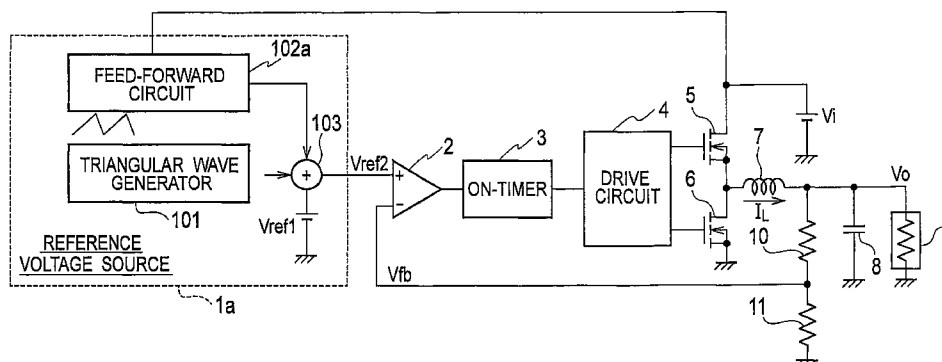 102a
FEED-FORWARD
CIRCUIT
103
TRIANGULAR WAVE
GENERATOR
101
Vref1
REFERENCE
VOLTAGE SOURCE
1a
Vref2
2
+
−
3
ON-TIMER
4
DRIVE
CIRCUIT
5
6
Vi
7
IL
Vo
10
8
Vfb
11